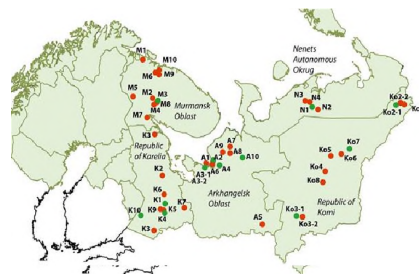 M1
M10
M6
M9
Nenets
Autonomous
Okrug
M5
M2
M3
M8
M4
Murmansk
Oblast
M7
N3
N4
N1
N2
Ko2-2
Ko2-1
K3
Republic
of Karelia
A7
A9
A8
A1
A2
A10
A3-1
A6
A4
A3-2
Ko7
Ko5
Ko6
Ko4
Ko8
K2
Arkhangelsk
Oblast
Republic of
Komi
K6
K1
K7
K9
K5
K10
K4
K3
A5
Ko3-1
Ko3-2